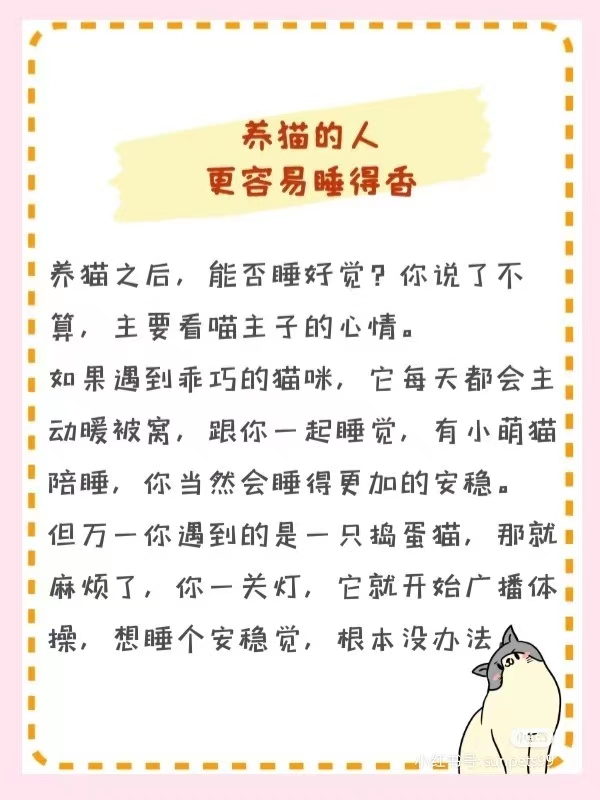 养猫的人
更容易睡得香
养猫之后，能否睡好觉？你说了不
算，主要看喵主子的心情。
如果遇到乖巧的猫咪，它每天都会主
动暖被窝，跟你一起睡觉，有小萌猫
陪睡，你当然会睡得更加的安稳。
但万一你遇到的是一只捣蛋猫，那就
麻烦了，你一关灯，它就开始广播体
操，想睡个安稳觉，根本没办法